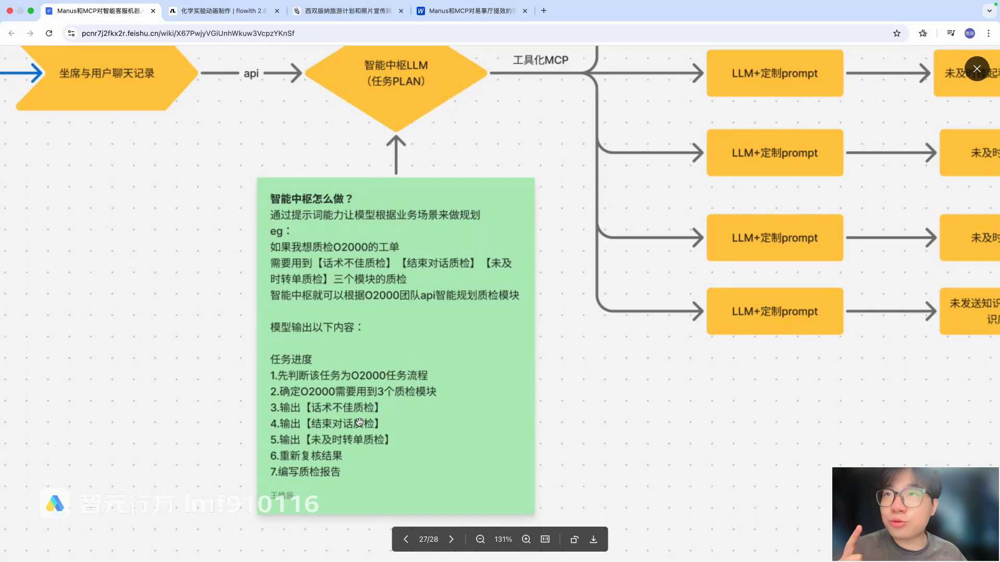 Manus和MCP对智能客服机器人
化学实验动画制作 | flowith 2.0
西双版纳旅游计划和照片宣传网
Manus和MCP对易事厅提效的
pcnr7j2fkx2r.feishu.cn/wiki/X67PwjyVGiUnhWkuw3VcpzYKnSf
皓辰
坐席与用户聊天记录
api
智能中枢LLM
（任务PLAN）
工具化MCP
LLM+定制prompt
未及时挂起
LLM+定制prompt
未及时
LLM+定制prompt
未及时
LLM+定制prompt
未发送知识
识库
智能中枢怎么做？
通过提示词能力让模型根据业务场景来做规划
eg：
如果我想质检O2000的工单
需要用到【话术不佳质检】【结束对话质检】【未及
时转单质检】三个模块的质检
智能中枢就可以根据O2000团队api智能规划质检模块
模型输出以下内容：
任务进度
1.先判断该任务为O2000任务流程
2.确定O2000需要用到3个质检模块
3.输出【话术不佳质检】
4.输出【结束对话质检】
5.输出【未及时转单质检】
6.重新复核结果
7.编写质检报告
王皓辰
智元行方 lmf910116
27/28
131%
1:1